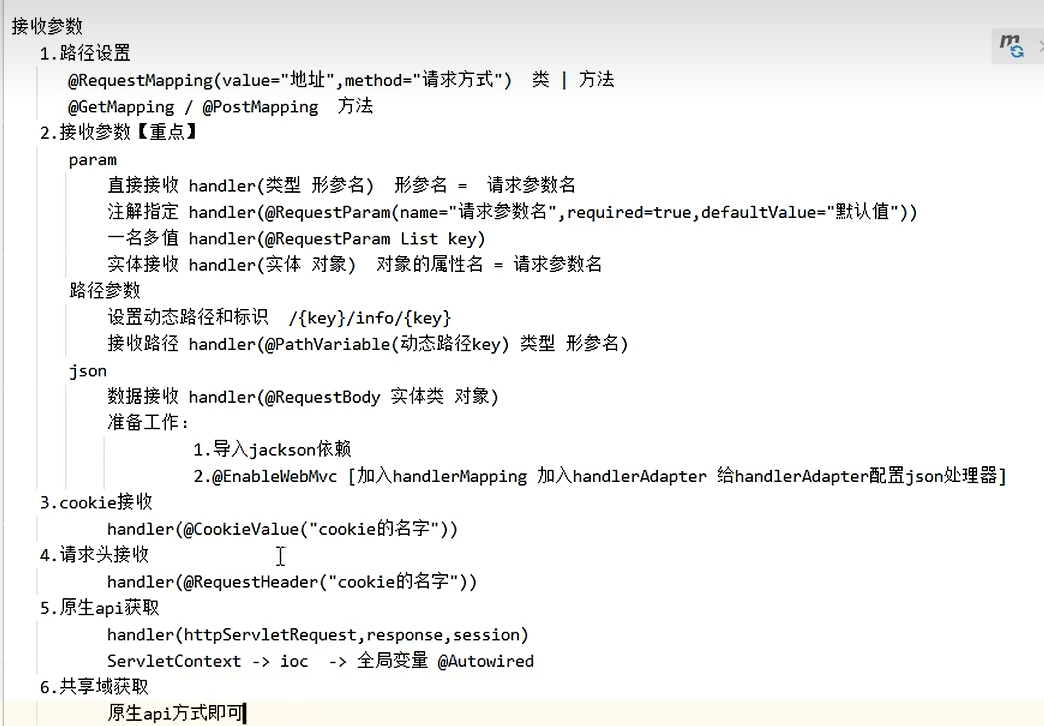 接收参数
1.路径设置
@RequestMapping(value="地址",method="请求方式") 类 | 方法
@GetMapping / @PostMapping 方法
2.接收参数【重点】
param
直接接收 handler(类型 形参名) 形参名 = 请求参数名
注解指定 handler(@RequestParam(name="请求参数名",required=true,defaultValue="默认值"))
一名多值 handler(@RequestParam List key)
实体接收 handler(实体 对象) 对象的属性名 = 请求参数名
路径参数
设置动态路径和标识 /{key}/info/{key}
接收路径 handler(@PathVariable(动态路径key) 类型 形参名)
json
数据接收 handler(@RequestBody 实体类 对象)
准备工作:
1.导入jackson依赖
2.@EnableWebMvc [加入handlerMapping 加入handlerAdapter 给handlerAdapter配置json处理器]
3.cookie接收
handler(@CookieValue("cookie的名字"))
4.请求头接收
handler(@RequestHeader("cookie的名字"))
5.原生api获取
handler(httpServletRequest,response,session)
ServletContext -> ioc -> 全局变量 @Autowired
6.共享域获取
原生api方式即可